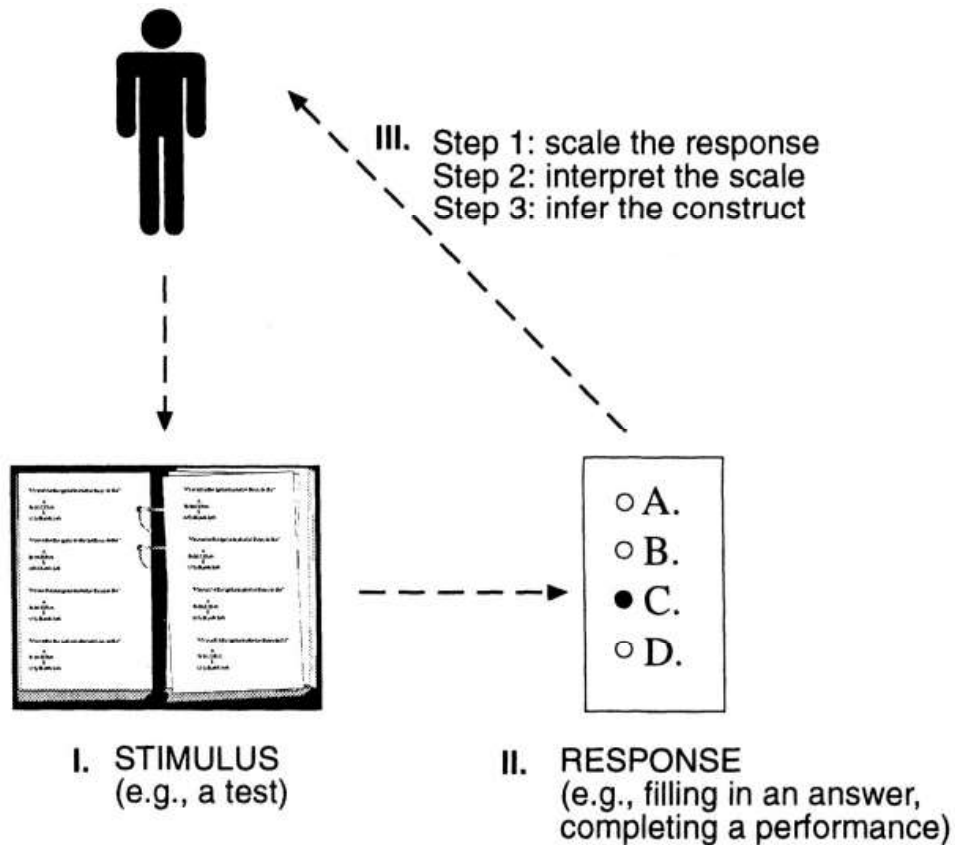 III. Step 1: scale the response
Step 2: interpret the scale
Step 3: infer the construct
A.
B.
C.
D.
I. STIMULUS
(e.g., a test)
II. RESPONSE
(e.g., filling in an answer,
completing a performance)